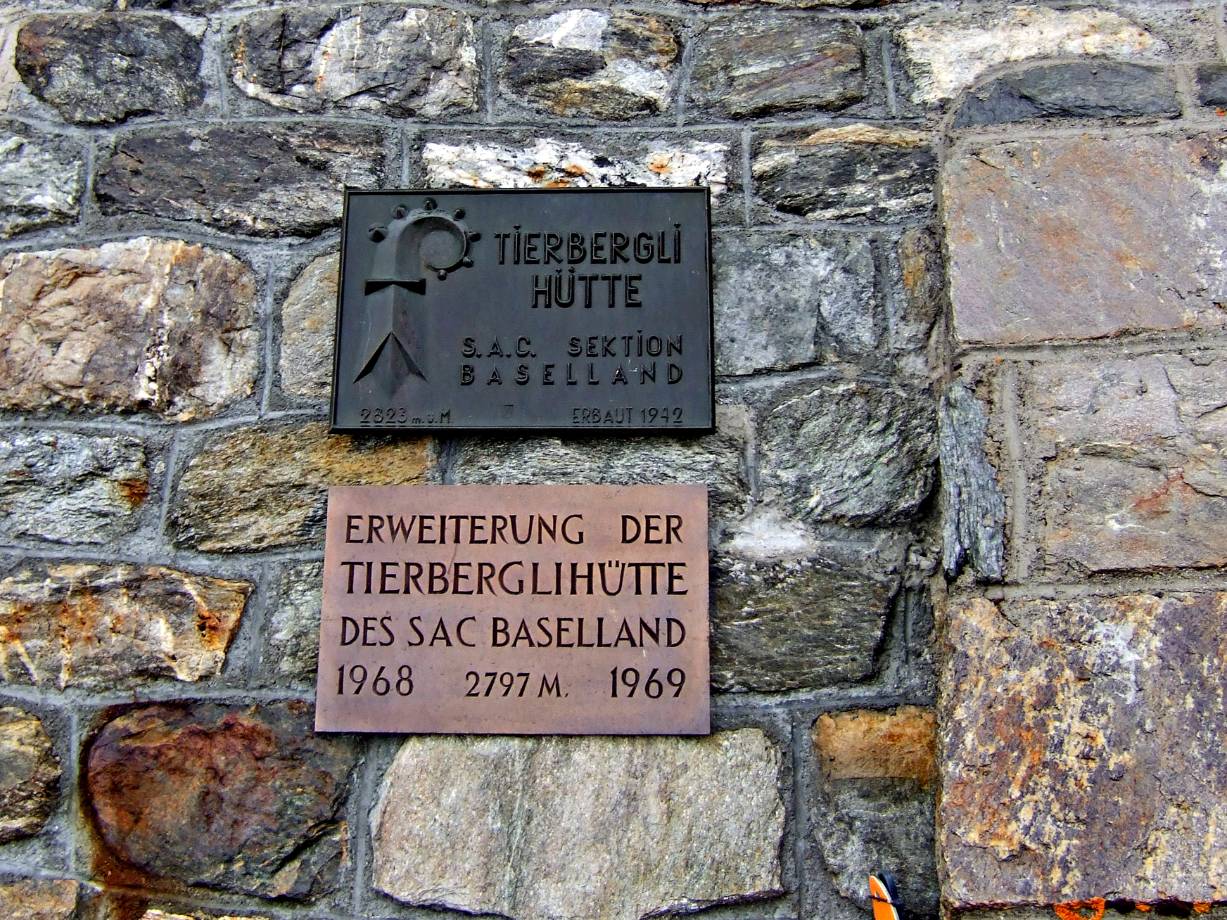 TIERBERGLI
HÜTTE
S.A.C. SEKTION
BASELLAND
2823 m.ü.M ERBAUT 1942
ERWEITERUNG DER
TIERBERGLIHÜTTE
DES SAC BASELLAND
1968 2797 M. 1969